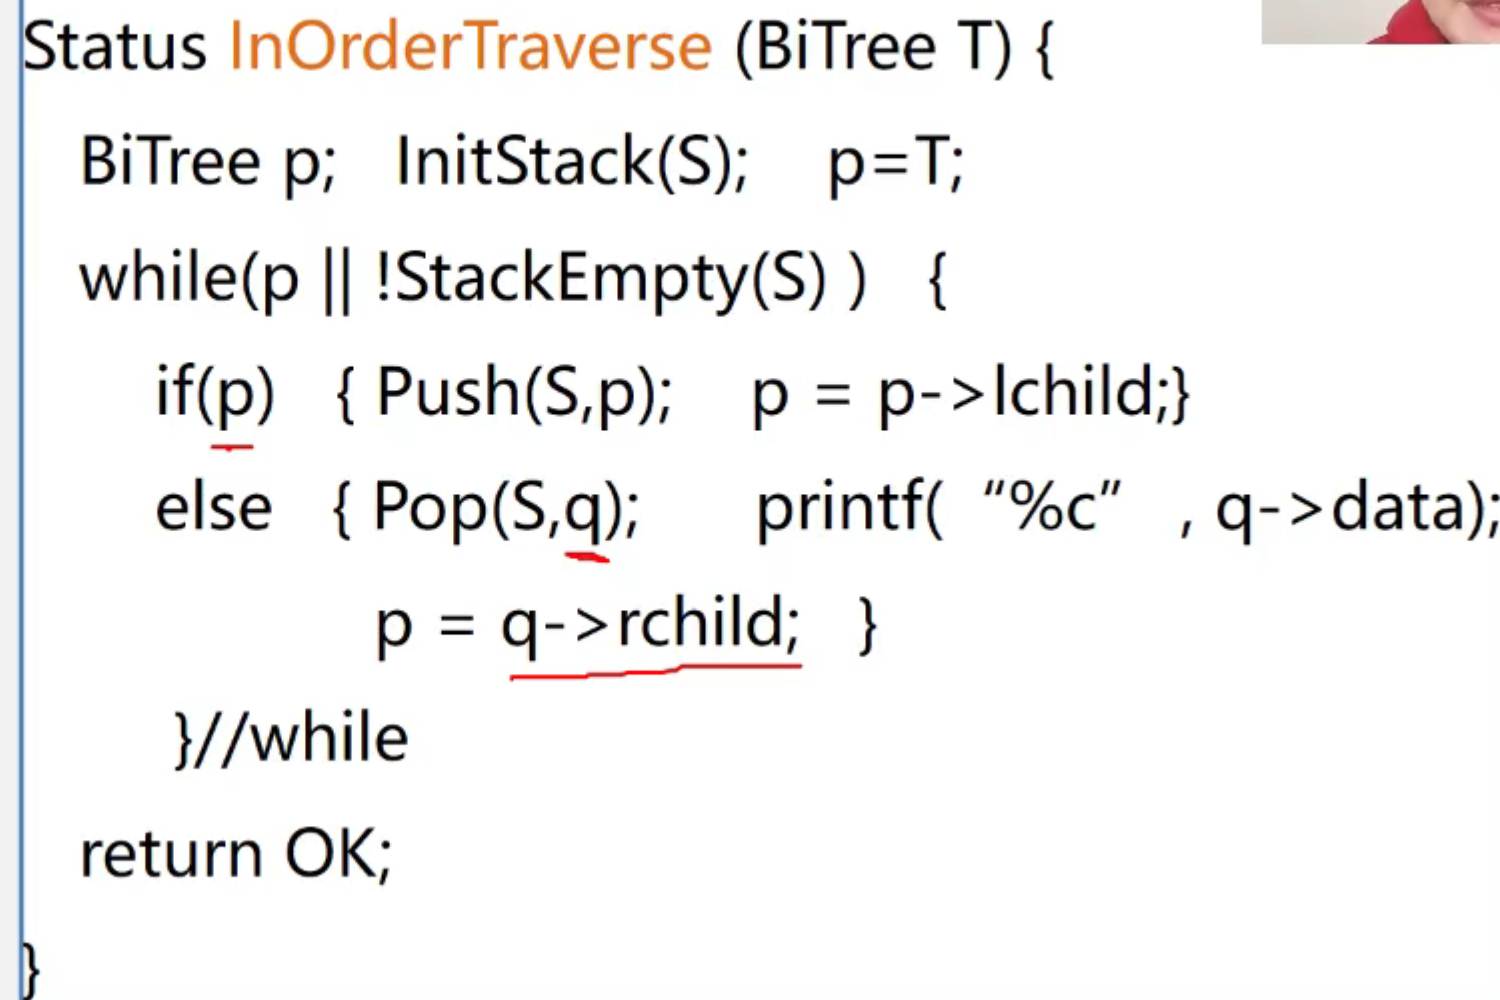 Status InOrderTraverse (BiTree T) {
BiTree p; InitStack(S); p=T;
while(p || !StackEmpty(S) ) {
if(p) { Push(S,p); p = p->lchild;}
else { Pop(S,q); printf( “%c” , q->data);
p = q->rchild; }
}//while
return OK;
}